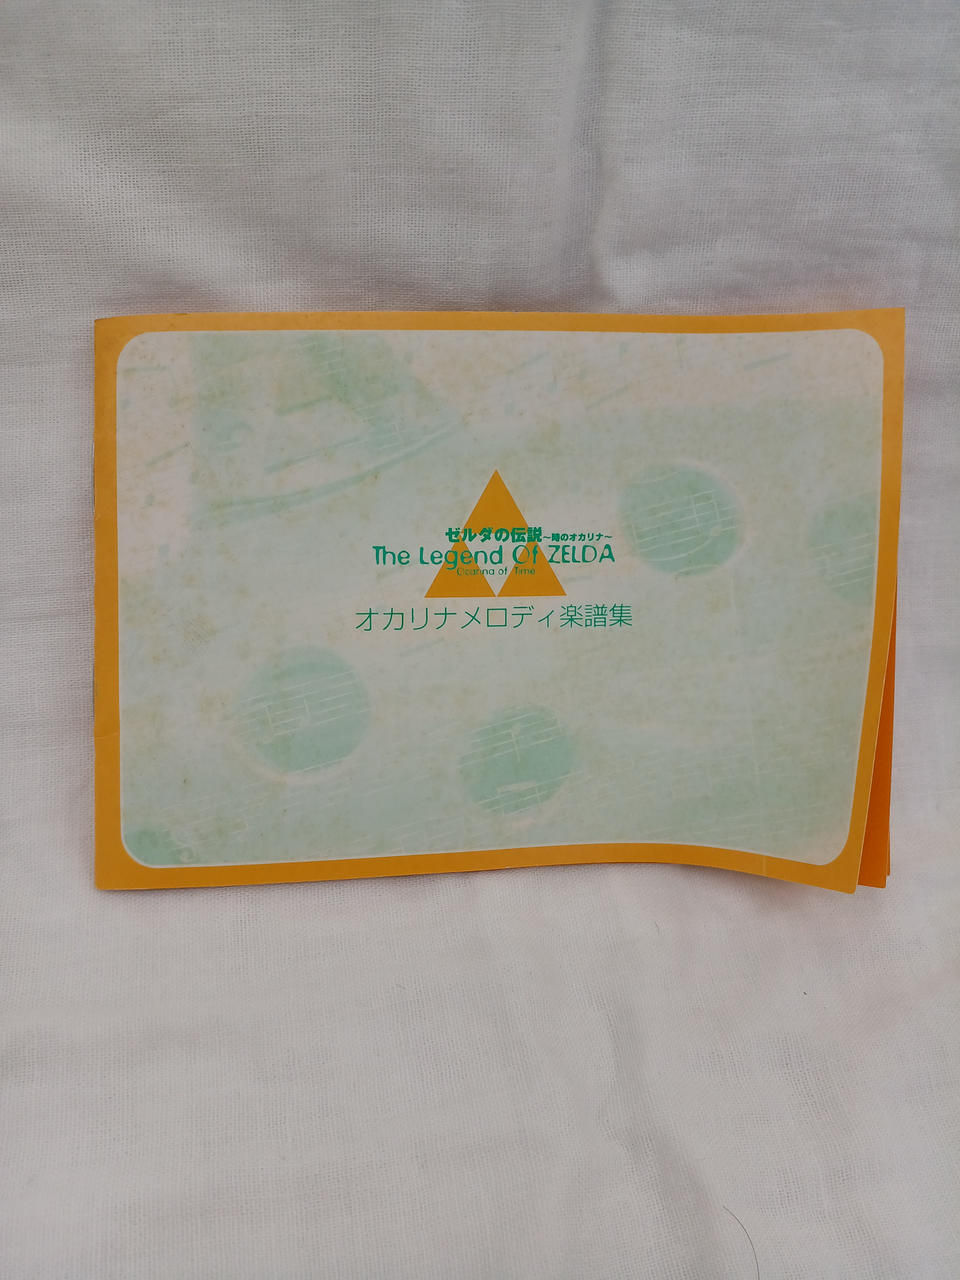 ゼルダの伝説~時のオカリナ~
The Legend Of ZELDA
Ocarina of Time
オカリナメロディ楽譜集